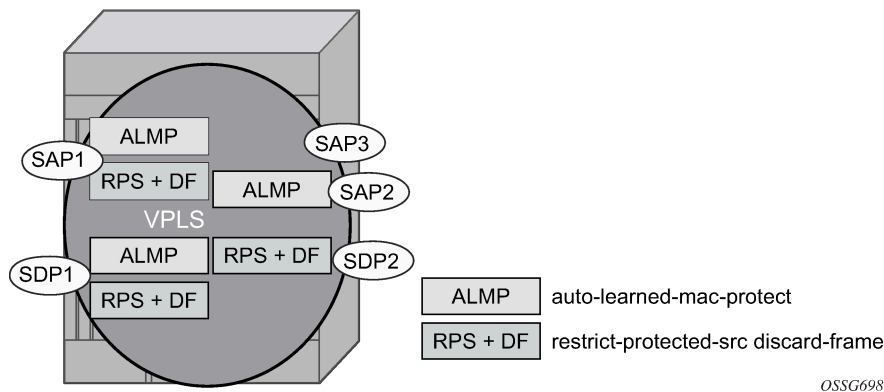 ALMP
SAP1
RPS + DF
SAP3
ALMP
SAP2
VPLS
ALMP
RPS + DF
SDP1
SDP2
RPS + DF
ALMP auto-learned-mac-protect
RPS + DF restrict-protected-src discard-frame
OSSG698